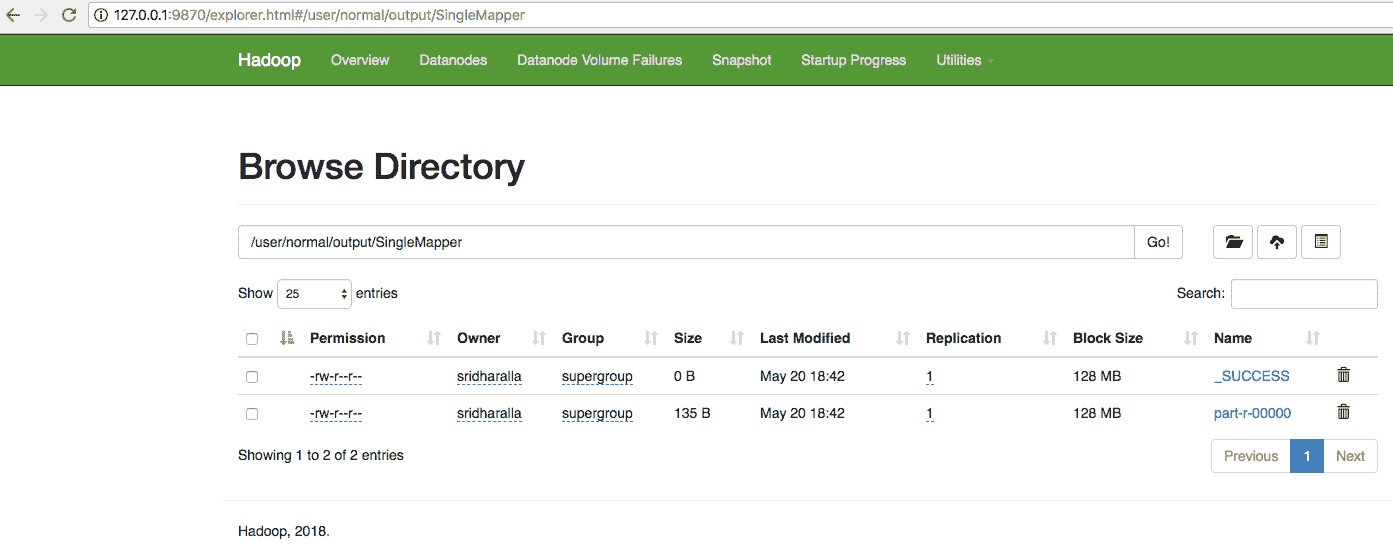 127.0.0.1:9870/explorer.html#/user/normal/output/SingleMapper
Hadoop Overview Datanodes Datanode Volume Failures Snapshot Startup Progress Utilities
Browse Directory
/user/normal/output/SingleMapper Go!
Show 25 entries Search:
Permission Owner Group Size Last Modified Replication Block Size Name
-rw-r--r-- sridharalla supergroup 0 B May 20 18:42 1 128 MB _SUCCESS
-rw-r--r-- sridharalla supergroup 135 B May 20 18:42 1 128 MB part-r-00000
Showing 1 to 2 of 2 entries Previous 1 Next
Hadoop, 2018.